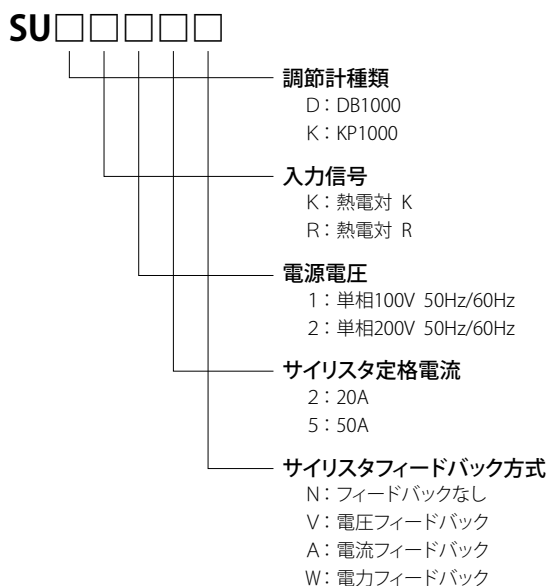 SU□□□□□
調節計種類
D：DB1000
K：KP1000
入力信号
K：熱電対 K
R：熱電対 R
電源電圧
1：単相100V 50Hz/60Hz
2：単相200V 50Hz/60Hz
サイリスタ定格電流
2：20A
5：50A
サイリスタフィードバック方式
N：フィードバックなし
V：電圧フィードバック
A：電流フィードバック
W：電力フィードバック